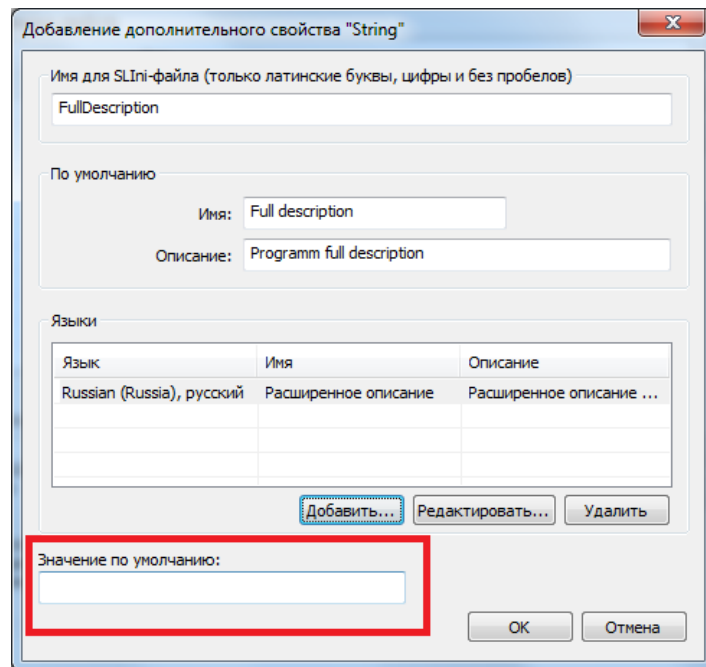 Добавление дополнительного свойства "String"
Имя для SLIni-файла (только латинские буквы, цифры и без пробелов)
FullDescription
По умолчанию
Имя: Full description
Описание: Programm full description
Языки
Язык Имя Описание
Russian (Russia), русский Расширенное описание Расширенное описание ...
Добавить... Редактировать... Удалить
Значение по умолчанию:
OK Отмена